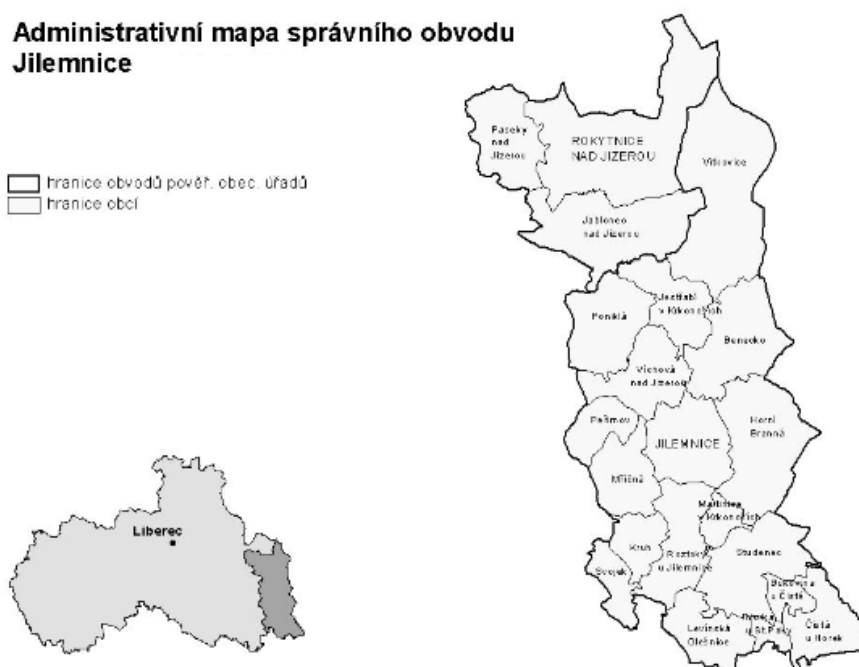 Administrativní mapa správního obvodu
Jilemnice
hranice obvodů pověř. obec. úřadů
hranice obcí
Paseky
nad
Jizerou
ROKYTNICE
NAD JIZEROU
Vítkovice
Jablonec
nad Jizerou
Jestřabí
v Krkonoších
Poniklá
Benecko
Víchová
nad Jizerou
Peřimov
JILEMNICE
Horní
Branná
Mříčná
Martinice
v Krkonoších
Kruh
Roztoky
u Jilemnice
Studenec
Svojek
Bukovina
u Čisté
Levínská
Olešnice
u St.Paky
Čistá
u Horek
Liberec